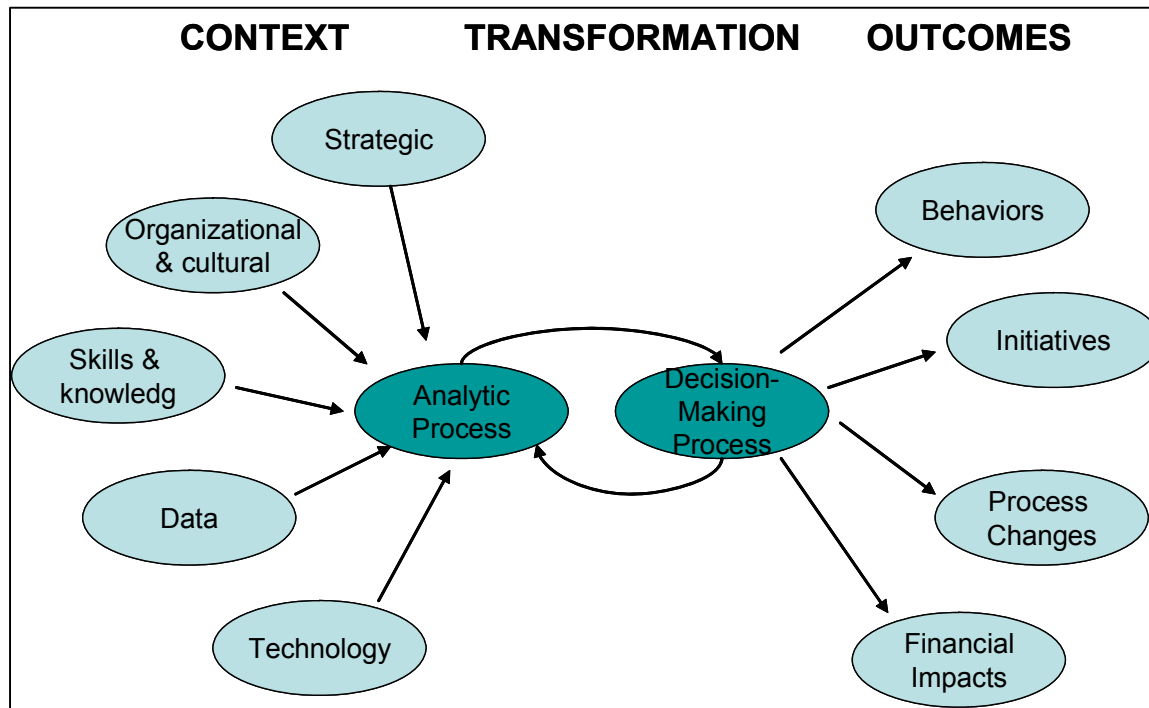 CONTEXT TRANSFORMATION OUTCOMES
Strategic
Organizational
& cultural
Skills &
knowledg
Data
Technology
Analytic
Process
Decision-
Making
Process
Behaviors
Initiatives
Process
Changes
Financial
Impacts